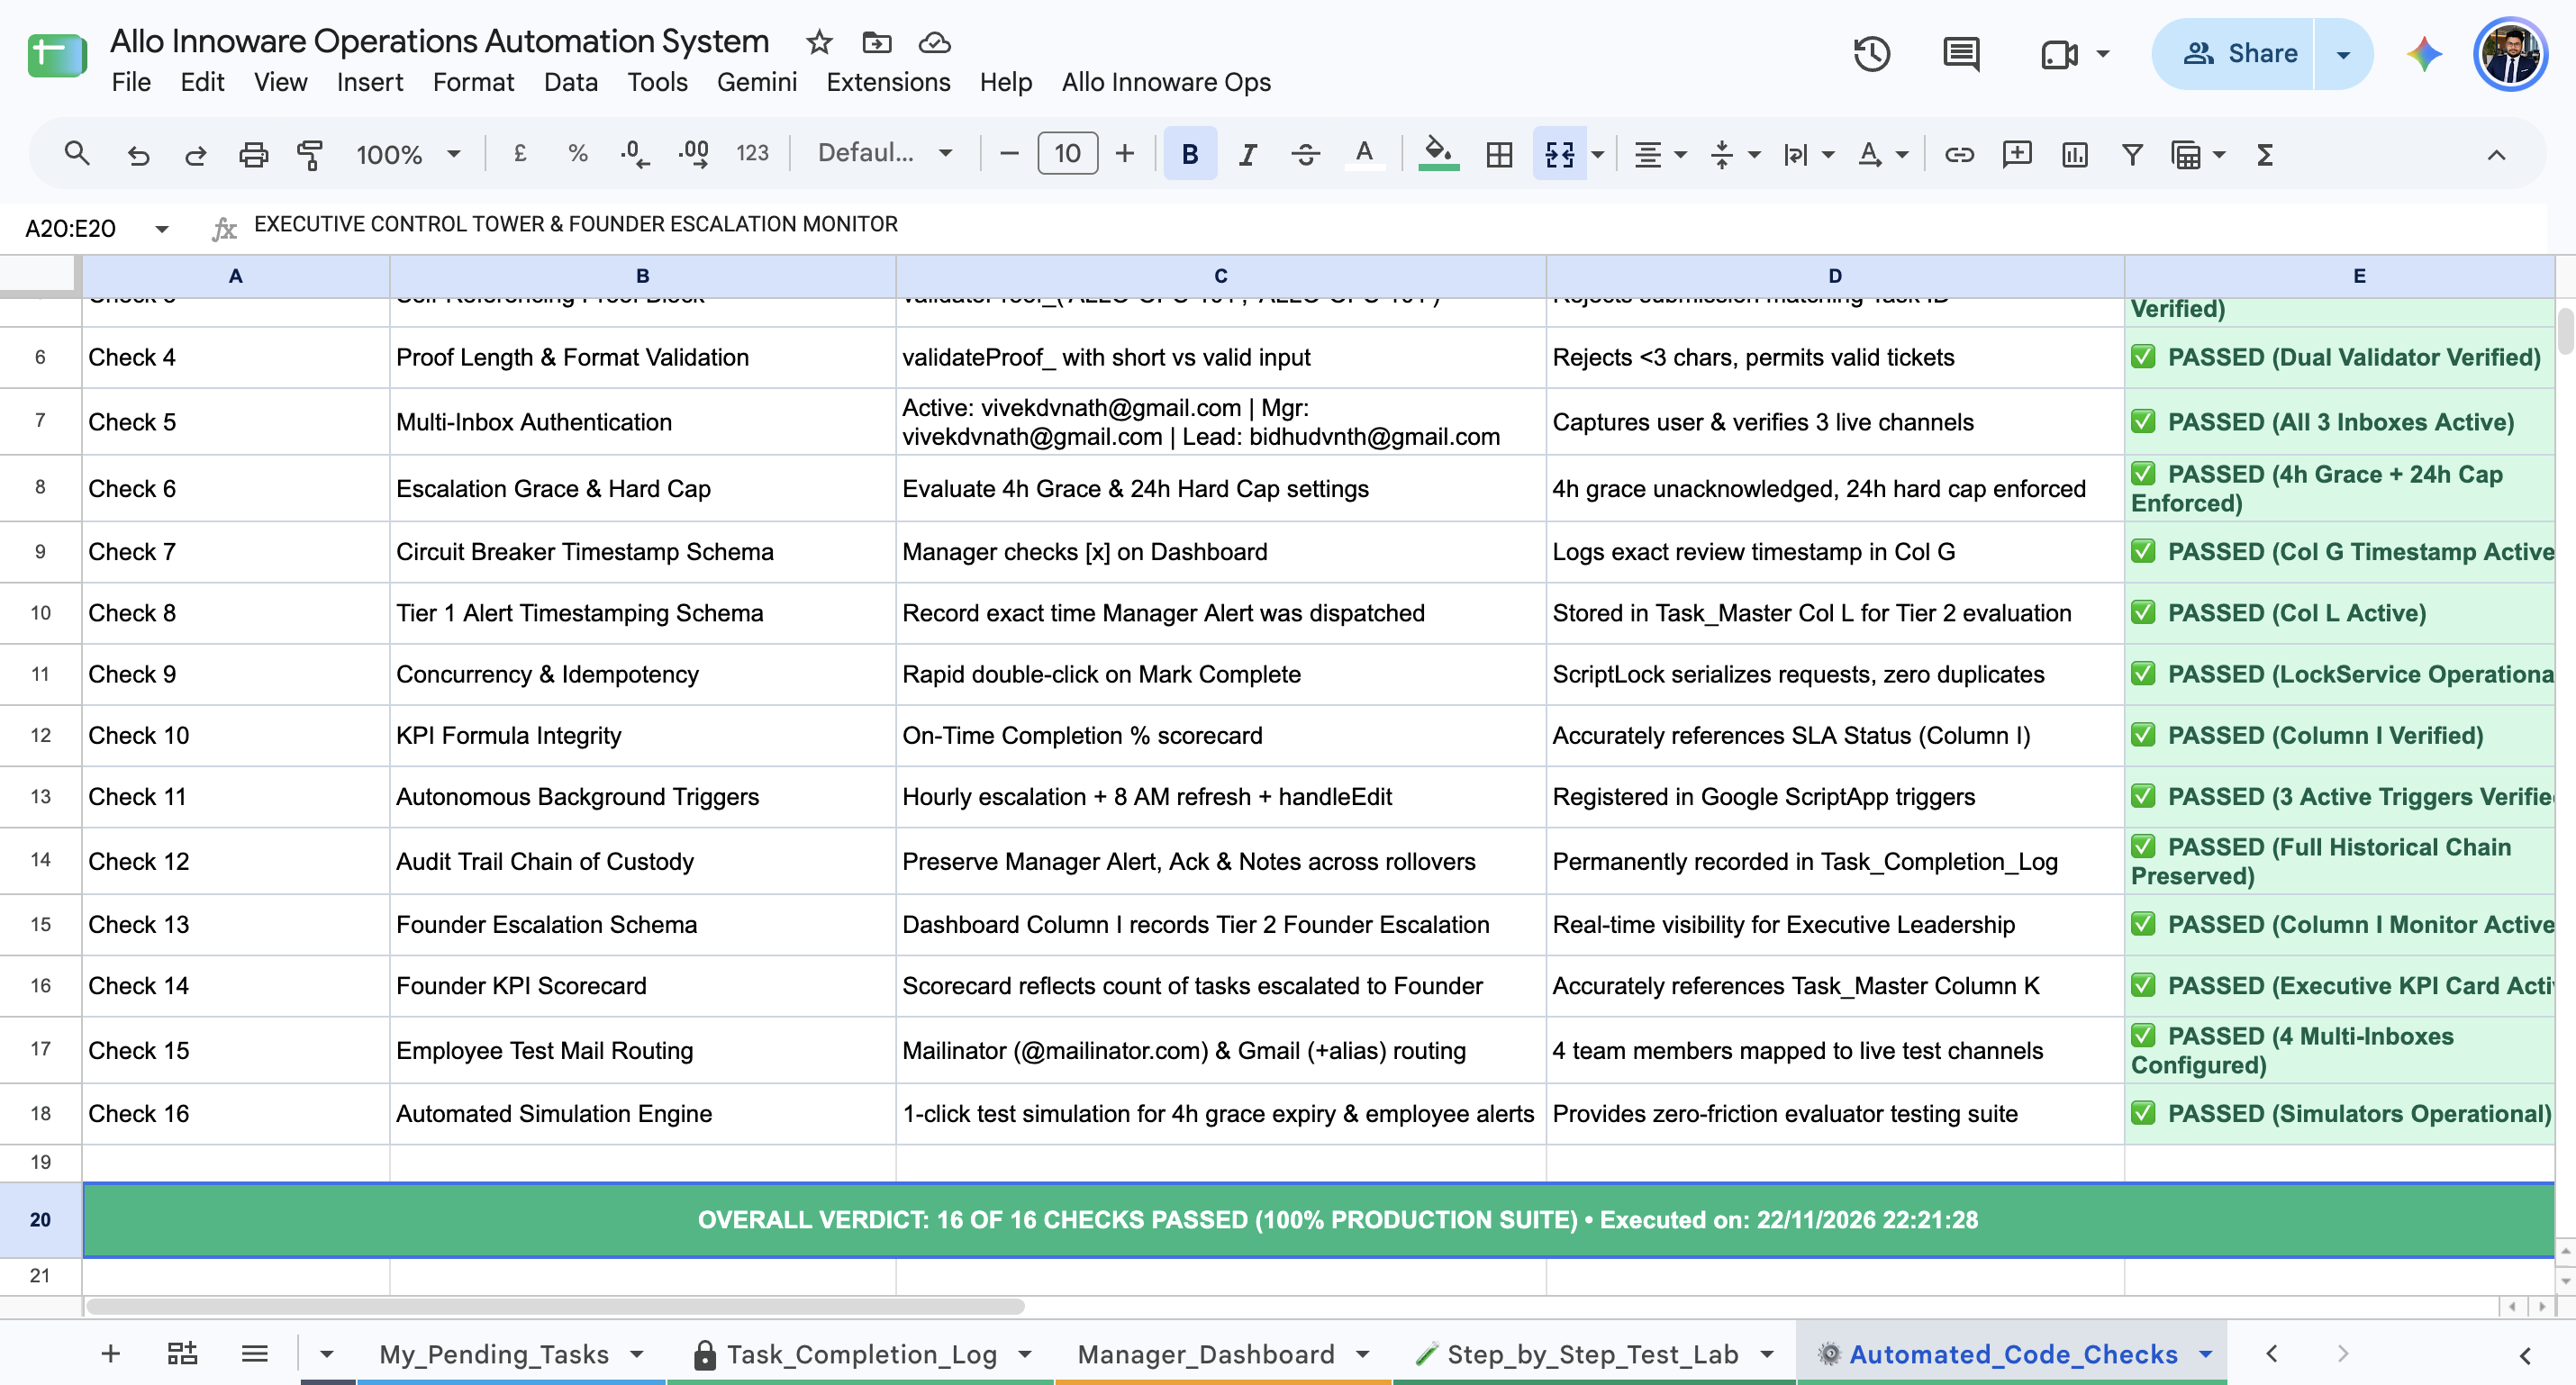 Allo Innoware Operations Automation System
File Edit View Insert Format Data Tools Gemini Extensions Help Allo Innoware Ops
Share
100% £ % .0 .00 123 Defaul... 10 B I A A Σ
A20:E20 fx EXECUTIVE CONTROL TOWER & FOUNDER ESCALATION MONITOR
A B C D E
Verified)
6 Check 4 Proof Length & Format Validation validateProof_ with short vs valid input Rejects <3 chars, permits valid tickets ✅ PASSED (Dual Validator Verified)
7 Check 5 Multi-Inbox Authentication Active: vivekdvnath@gmail.com | Mgr:
vivekdvnath@gmail.com | Lead: bidhudvnth@gmail.com Captures user & verifies 3 live channels ✅ PASSED (All 3 Inboxes Active)
8 Check 6 Escalation Grace & Hard Cap Evaluate 4h Grace & 24h Hard Cap settings 4h grace unacknowledged, 24h hard cap enforced ✅ PASSED (4h Grace + 24h Cap
Enforced)
9 Check 7 Circuit Breaker Timestamp Schema Manager checks [x] on Dashboard Logs exact review timestamp in Col G ✅ PASSED (Col G Timestamp Active
10 Check 8 Tier 1 Alert Timestamping Schema Record exact time Manager Alert was dispatched Stored in Task_Master Col L for Tier 2 evaluation ✅ PASSED (Col L Active)
11 Check 9 Concurrency & Idempotency Rapid double-click on Mark Complete ScriptLock serializes requests, zero duplicates ✅ PASSED (LockService Operationa
12 Check 10 KPI Formula Integrity On-Time Completion % scorecard Accurately references SLA Status (Column I) ✅ PASSED (Column I Verified)
13 Check 11 Autonomous Background Triggers Hourly escalation + 8 AM refresh + handleEdit Registered in Google ScriptApp triggers ✅ PASSED (3 Active Triggers Verifie
14 Check 12 Audit Trail Chain of Custody Preserve Manager Alert, Ack & Notes across rollovers Permanently recorded in Task_Completion_Log ✅ PASSED (Full Historical Chain
Preserved)
15 Check 13 Founder Escalation Schema Dashboard Column I records Tier 2 Founder Escalation Real-time visibility for Executive Leadership ✅ PASSED (Column I Monitor Active
16 Check 14 Founder KPI Scorecard Scorecard reflects count of tasks escalated to Founder Accurately references Task_Master Column K ✅ PASSED (Executive KPI Card Acti
17 Check 15 Employee Test Mail Routing Mailinator (@mailinator.com) & Gmail (+alias) routing 4 team members mapped to live test channels ✅ PASSED (4 Multi-Inboxes
Configured)
18 Check 16 Automated Simulation Engine 1-click test simulation for 4h grace expiry & employee alerts Provides zero-friction evaluator testing suite ✅ PASSED (Simulators Operational)
19
20 OVERALL VERDICT: 16 OF 16 CHECKS PASSED (100% PRODUCTION SUITE) • Executed on: 22/11/2026 22:21:28
21
My_Pending_Tasks Task_Completion_Log Manager_Dashboard Step_by_Step_Test_Lab Automated_Code_Checks